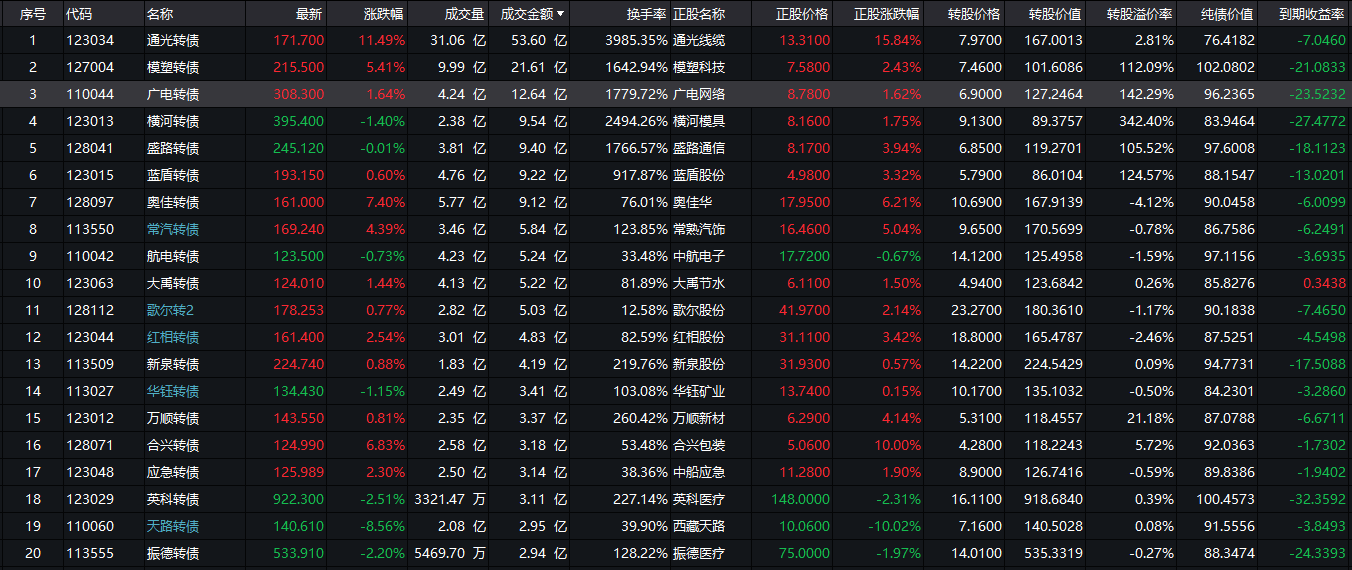 序号 代码 名称 最新 涨跌幅 成交量 成交金额▼ 换手率 正股名称 正股价格 正股涨跌幅 转股价格 转股价值 转股溢价率 纯债价值 到期收益率
1 123034 通光转债 171.700 11.49% 31.06 亿 53.60 亿 3985.35% 通光线缆 13.3100 15.84% 7.9700 167.0013 2.81% 76.4182 -7.0460
2 127004 模塑转债 215.500 5.41% 9.99 亿 21.61 亿 1642.94% 模塑科技 7.5800 2.43% 7.4600 101.6086 112.09% 102.0802 -21.0833
3 110044 广电转债 308.300 1.64% 4.24 亿 12.64 亿 1779.72% 广电网络 8.7800 1.62% 6.9000 127.2464 142.29% 96.2365 -23.5232
4 123013 横河转债 395.400 -1.40% 2.38 亿 9.54 亿 2494.26% 横河模具 8.1600 1.75% 9.1300 89.3757 342.40% 83.9464 -27.4772
5 128041 盛路转债 245.120 -0.01% 3.81 亿 9.40 亿 1766.57% 盛路通信 8.1700 3.94% 6.8500 119.2701 105.52% 97.6008 -18.1123
6 123015 蓝盾转债 193.150 0.60% 4.76 亿 9.22 亿 917.87% 蓝盾股份 4.9800 3.32% 5.7900 86.0104 124.57% 88.1547 -13.0201
7 128097 奥佳转债 161.000 7.40% 5.77 亿 9.12 亿 76.01% 奥佳华 17.9500 6.21% 10.6900 167.9139 -4.12% 90.0458 -6.0099
8 113550 常汽转债 169.240 4.39% 3.46 亿 5.84 亿 123.85% 常熟汽饰 16.4600 5.04% 9.6500 170.5699 -0.78% 86.7586 -6.2491
9 110042 航电转债 123.500 -0.73% 4.23 亿 5.24 亿 33.48% 中航电子 17.7200 -0.67% 14.1200 125.4958 -1.59% 97.1156 -3.6935
10 123063 大禹转债 124.010 1.44% 4.13 亿 5.22 亿 81.89% 大禹节水 6.1100 1.50% 4.9400 123.6842 0.26% 85.8276 0.3438
11 128112 歌尔转2 178.253 0.77% 2.82 亿 5.03 亿 12.58% 歌尔股份 41.9700 2.14% 23.2700 180.3610 -1.17% 90.1838 -7.4650
12 123044 红相转债 161.400 2.54% 3.01 亿 4.83 亿 82.59% 红相股份 31.1100 3.42% 18.8000 165.4787 -2.46% 87.5251 -4.5498
13 113509 新泉转债 224.740 0.88% 1.83 亿 4.19 亿 219.76% 新泉股份 31.9300 0.57% 14.2200 224.5429 0.09% 94.7731 -17.5088
14 113027 华钰转债 134.430 -1.15% 2.49 亿 3.41 亿 103.08% 华钰矿业 13.7400 0.15% 10.1700 135.1032 -0.50% 84.2301 -3.2860
15 123012 万顺转债 143.550 0.81% 2.35 亿 3.37 亿 260.42% 万顺新材 6.2900 4.14% 5.3100 118.4557 21.18% 87.0788 -6.6711
16 128071 合兴转债 124.990 6.83% 2.58 亿 3.18 亿 53.48% 合兴包装 5.0600 10.00% 4.2800 118.2243 5.72% 92.0363 -1.7302
17 123048 应急转债 125.989 2.30% 2.50 亿 3.14 亿 38.36% 中船应急 11.2800 1.90% 8.9000 126.7416 -0.59% 89.8386 -1.9402
18 123029 英科转债 922.300 -2.51% 3321.47 万 3.11 亿 227.14% 英科医疗 148.0000 -2.31% 16.1100 918.6840 0.39% 100.4573 -32.3592
19 110060 天路转债 140.610 -8.56% 2.08 亿 2.95 亿 39.90% 西藏天路 10.0600 -10.02% 7.1600 140.5028 0.08% 91.5556 -3.8493
20 113555 振德转债 533.910 -2.20% 5469.70 万 2.94 亿 128.22% 振德医疗 75.0000 -1.97% 14.0100 535.3319 -0.27% 88.3474 -24.3393